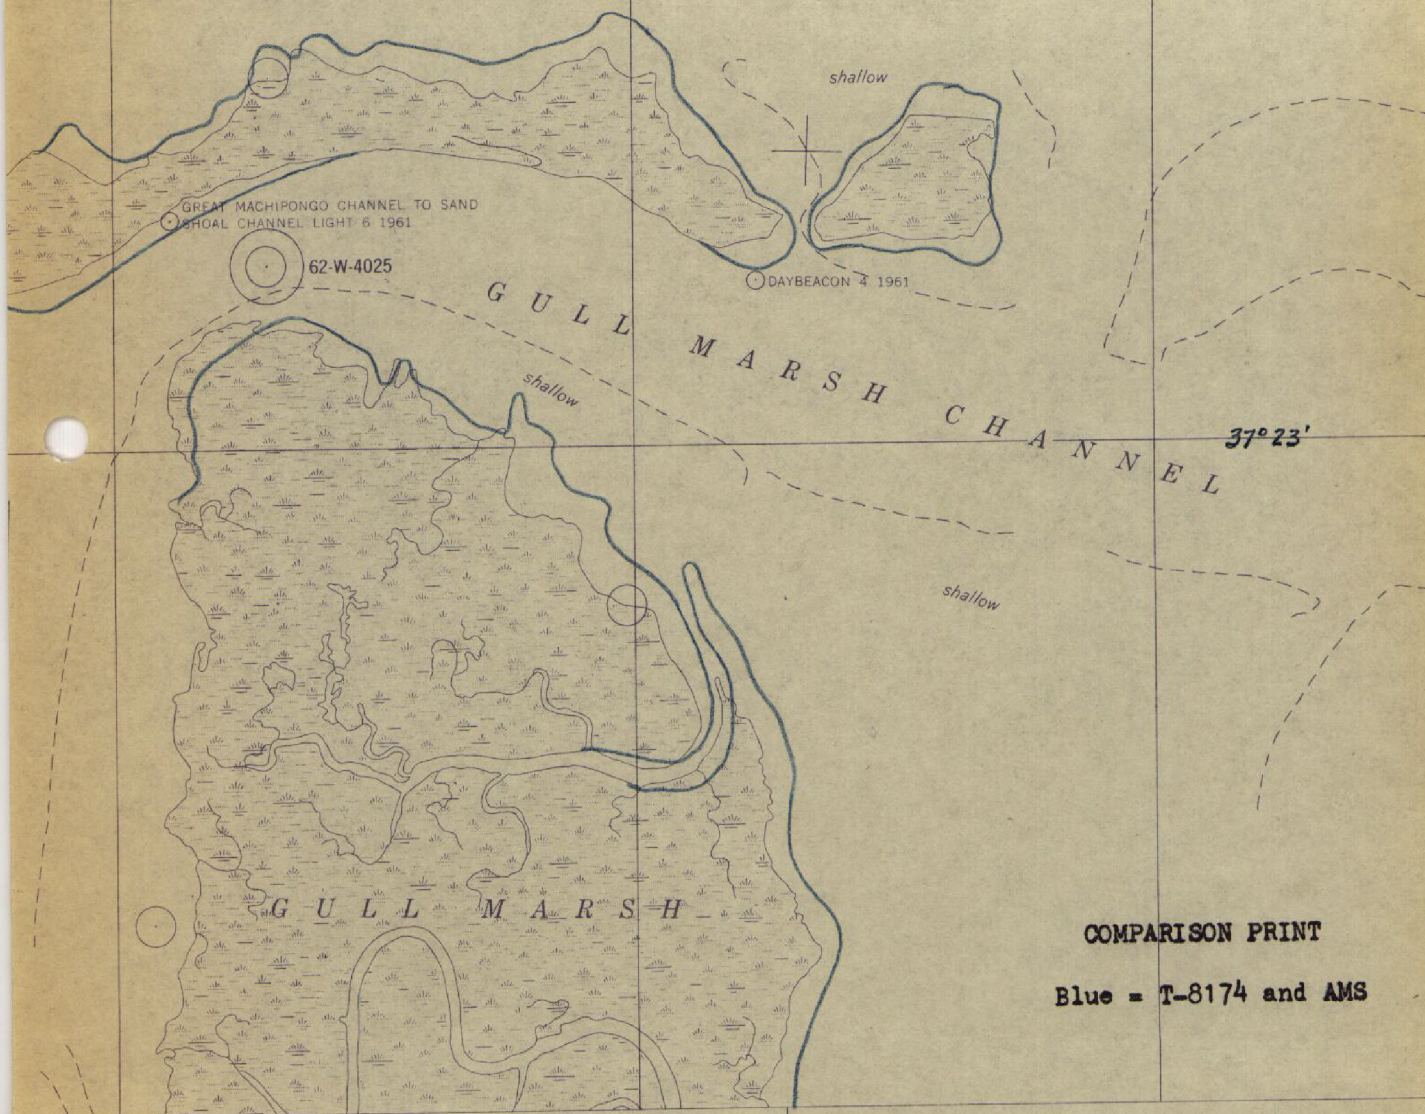 shallow
GREAT MACHIPONGO CHANNEL TO SAND
SHOAL CHANNEL LIGHT 6 1961
62-W-4025
DAYBEACON 4 1961
GULL MARSH CHANNEL
shallow
37°23'
shallow
GULL MARSH
COMPARISON PRINT
Blue = T-8174 and AMS